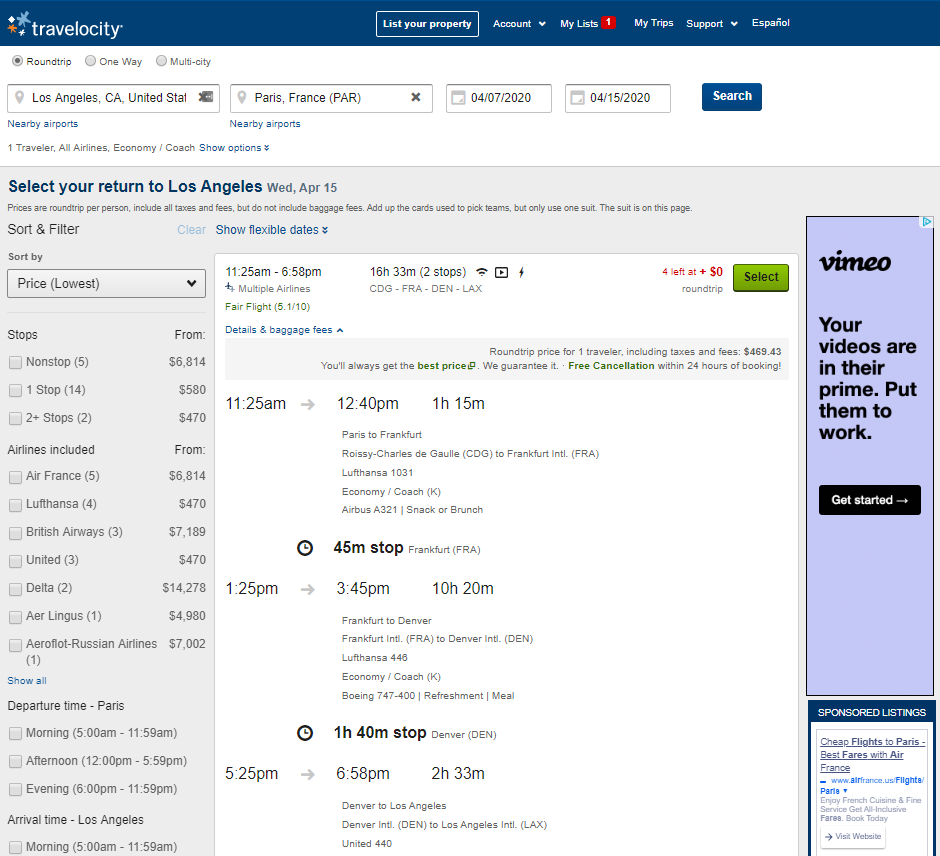 travelocity
List your property
Account
My Lists 1
My Trips
Support
Español
Roundtrip
One Way
Multi-city
Los Angeles, CA, United Stat
Paris, France (PAR)
04/07/2020
04/15/2020
Search
Nearby airports
Nearby airports
1 Traveler, All Airlines, Economy / Coach Show options
Select your return to Los Angeles Wed, Apr 15
Prices are roundtrip per person, include all taxes and fees, but do not include baggage fees. Add up the cards used to pick teams, but only use one suit. The suit is on this page.
Sort & Filter
Clear
Show flexible dates
Sort by
Price (Lowest)
Stops From:
Nonstop (5) $6,814
1 Stop (14) $580
2+ Stops (2) $470
Airlines included From:
Air France (5) $6,814
Lufthansa (4) $470
British Airways (3) $7,189
United (3) $470
Delta (2) $14,278
Aer Lingus (1) $4,980
Aeroflot-Russian Airlines $7,002
(1)
Show all
Departure time - Paris
Morning (5:00am - 11:59am)
Afternoon (12:00pm - 5:59pm)
Evening (6:00pm - 11:59pm)
Arrival time - Los Angeles
Morning (5:00am - 11:59am)
11:25am - 6:58pm
Multiple Airlines
Fair Flight (5.1/10)
16h 33m (2 stops)
CDG - FRA - DEN - LAX
4 left at + $0
roundtrip
Select
Details & baggage fees
Roundtrip price for 1 traveler, including taxes and fees: $469.43
You'll always get the best price. We guarantee it. · Free Cancellation within 24 hours of booking!
11:25am 12:40pm 1h 15m
Paris to Frankfurt
Roissy-Charles de Gaulle (CDG) to Frankfurt Intl. (FRA)
Lufthansa 1031
Economy / Coach (K)
Airbus A321 | Snack or Brunch
45m stop Frankfurt (FRA)
1:25pm 3:45pm 10h 20m
Frankfurt to Denver
Frankfurt Intl. (FRA) to Denver Intl. (DEN)
Lufthansa 446
Economy / Coach (K)
Boeing 747-400 | Refreshment | Meal
1h 40m stop Denver (DEN)
5:25pm 6:58pm 2h 33m
Denver to Los Angeles
Denver Intl. (DEN) to Los Angeles Intl. (LAX)
United 440
vimeo
Your
videos are
in their
prime. Put
them to
work.
Get started →
SPONSORED LISTINGS
Cheap Flights to Paris -
Best Fares with Air
France
www.airfrance.us/Flights/
Paris
Enjoy French Cuisine & Fine
Service Get All-Inclusive
Fares. Book Today
Visit Website